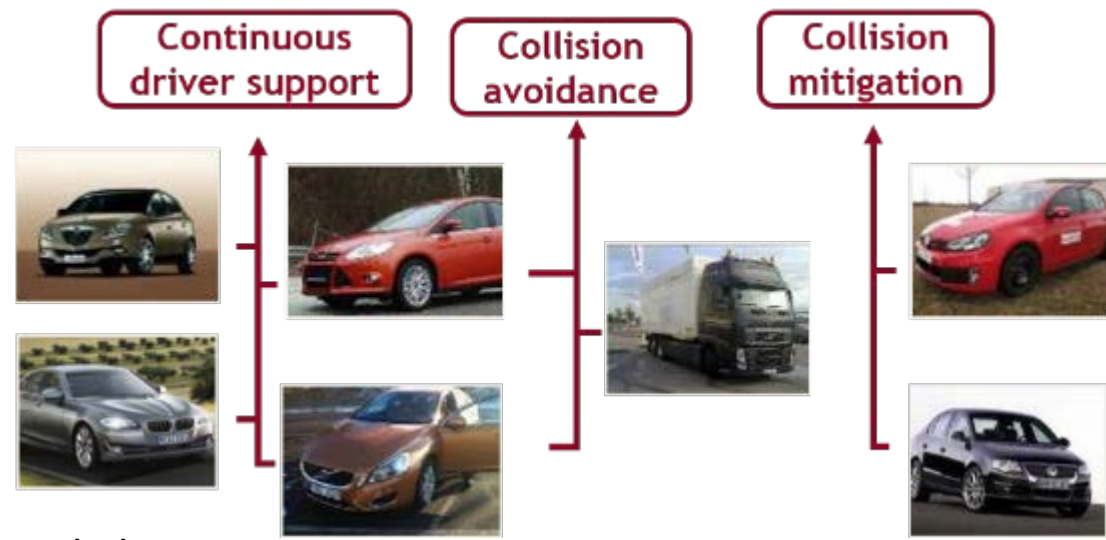 Continuous
driver support
Collision
avoidance
Collision
mitigation